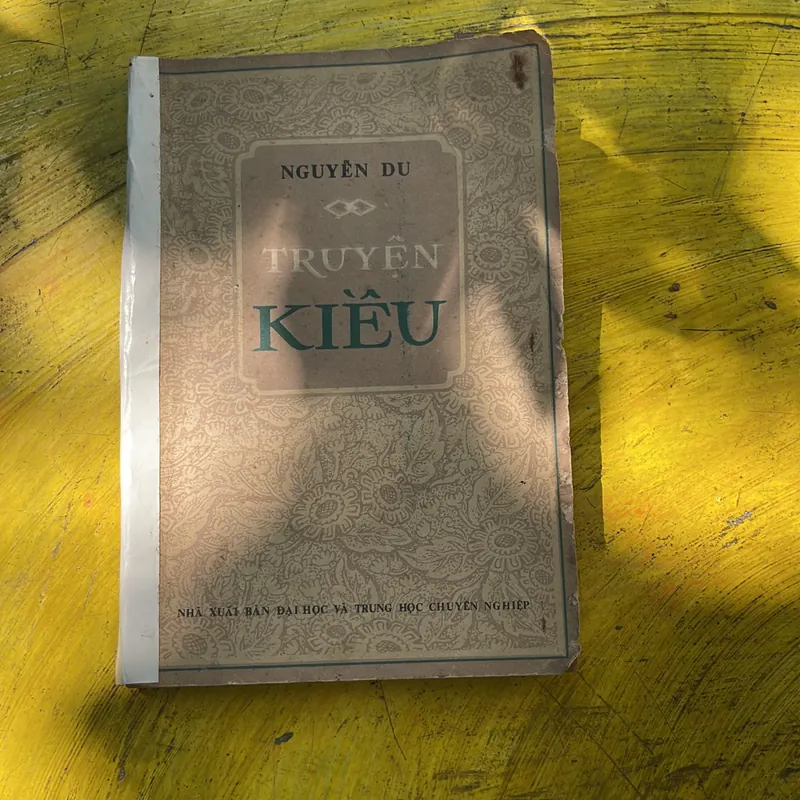 NGUYỄN DU
TRUYỆN
KIỀU
NHÀ XUẤT BẢN ĐẠI HỌC VÀ TRUNG HỌC CHUYÊN NGHIỆP